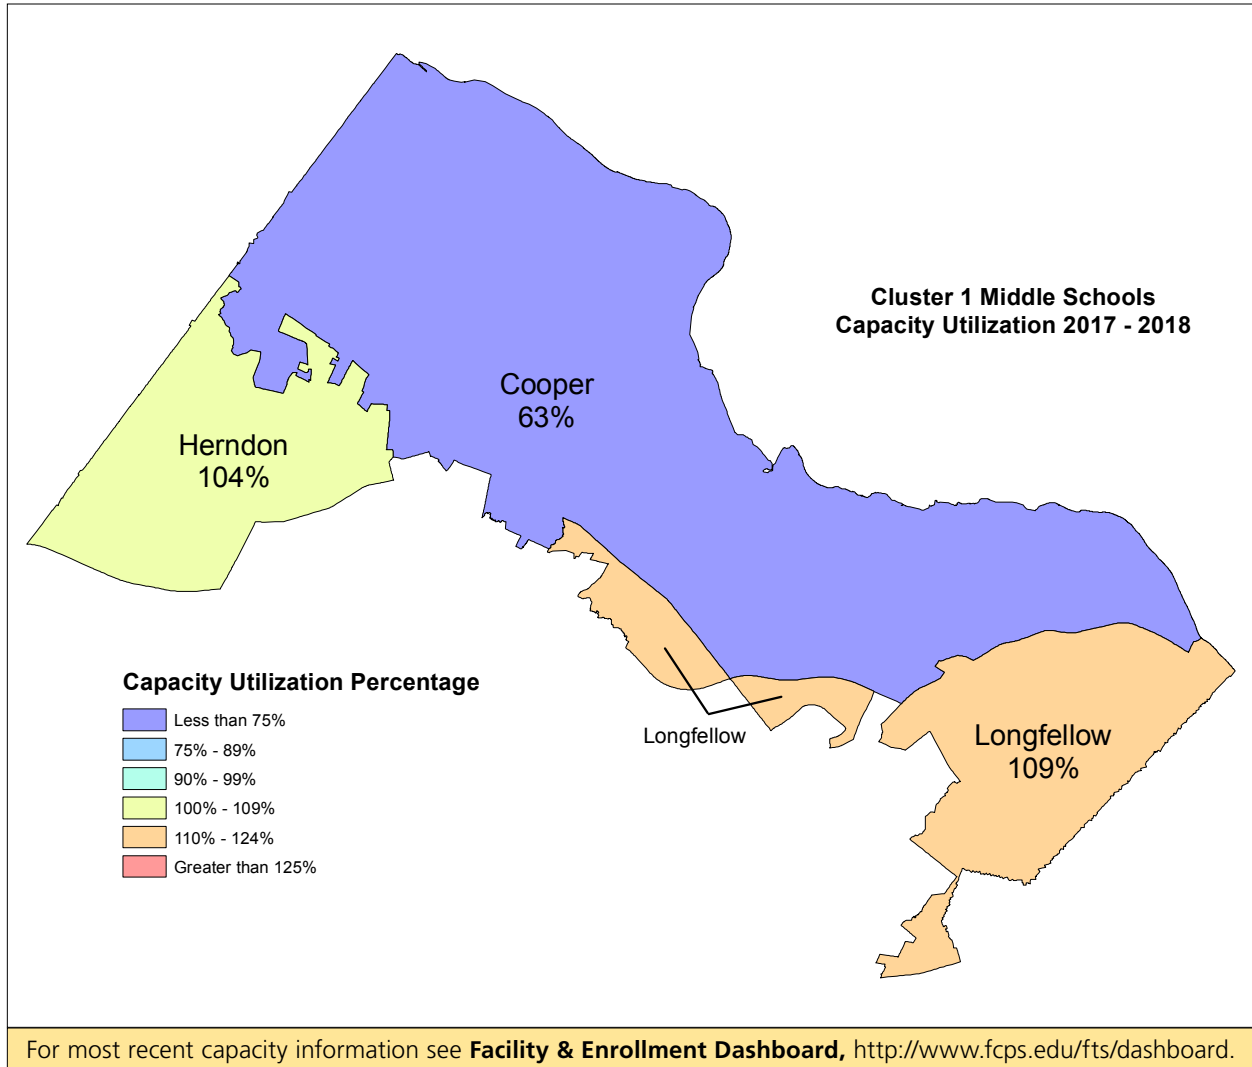 Cluster 1 Middle Schools
Capacity Utilization 2017 - 2018
Cooper
63%
Herndon
104%
Capacity Utilization Percentage
Less than 75%
75% - 89%
90% - 99%
100% - 109%
110% - 124%
Greater than 125%
Longfellow
Longfellow
109%
For most recent capacity information see Facility & Enrollment Dashboard, http://www.fcps.edu/fts/dashboard.